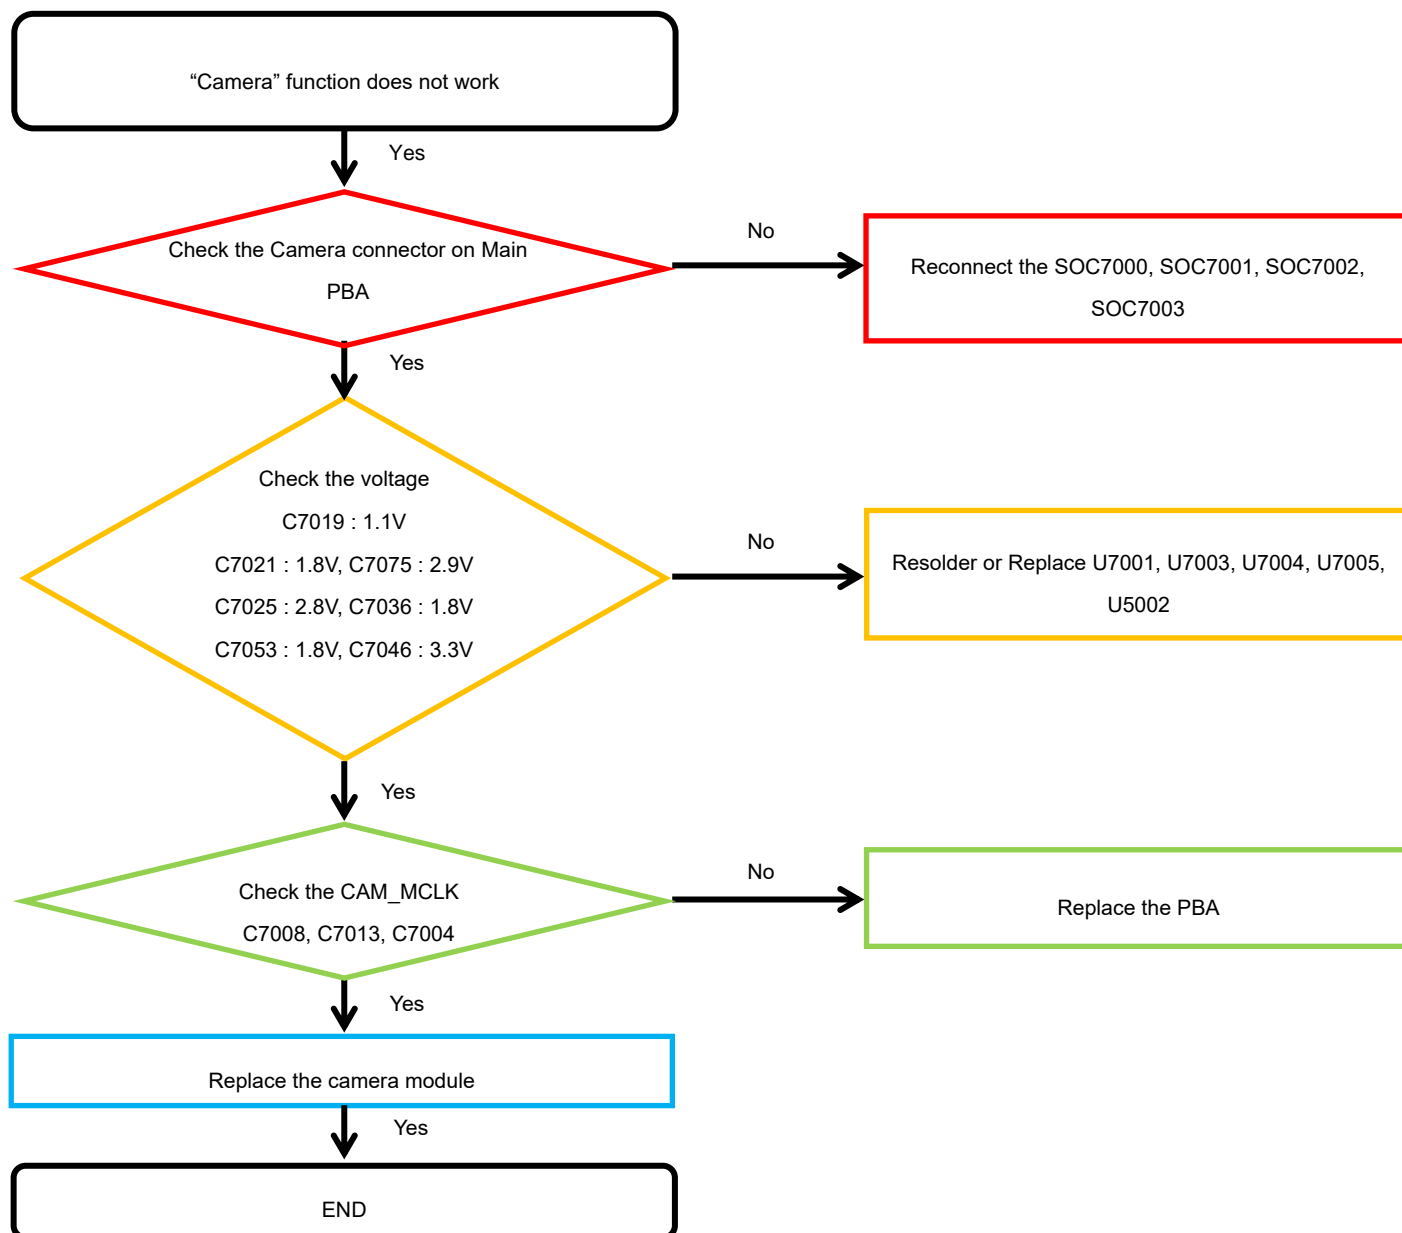 “Camera” function does not work
Yes
Check the Camera connector on Main
PBA
No
Reconnect the SOC7000, SOC7001, SOC7002,
SOC7003
Yes
Check the voltage
C7019 : 1.1V
C7021 : 1.8V, C7075 : 2.9V
C7025 : 2.8V, C7036 : 1.8V
C7053 : 1.8V, C7046 : 3.3V
No
Resolder or Replace U7001, U7003, U7004, U7005,
U5002
Yes
Check the CAM_MCLK
C7008, C7013, C7004
No
Replace the PBA
Yes
Replace the camera module
Yes
END